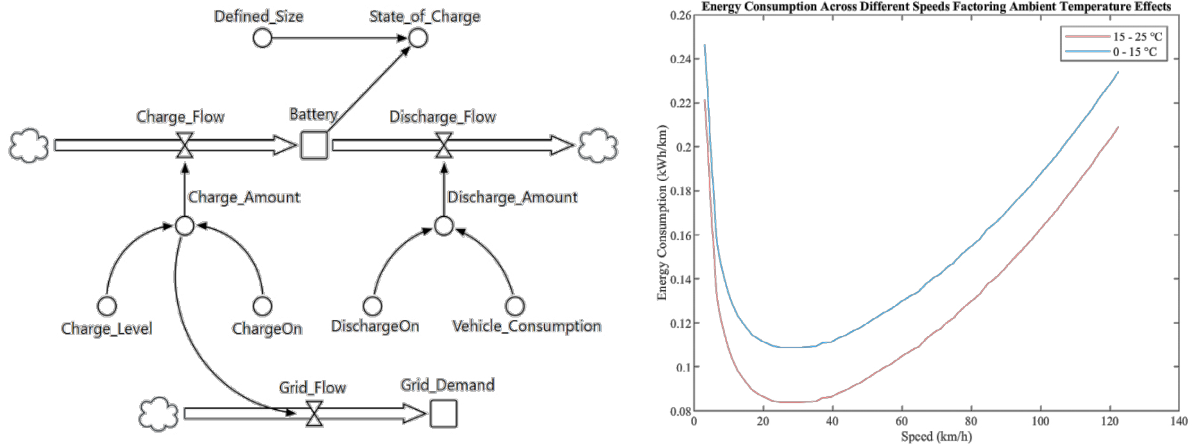 Defined_Size
State_of_Charge
Charge_Flow
Battery
Discharge_Flow
Charge_Amount
Discharge_Amount
Charge_Level
ChargeOn
DischargeOn
Vehicle_Consumption
Grid_Flow
Grid_Demand
Energy Consumption Across Different Speeds Factoring Ambient Temperature Effects
15 - 25 °C
0 - 15 °C
Energy Consumption (kWh/km)
0.26
0.24
0.22
0.2
0.18
0.16
0.14
0.12
0.1
0.08
0
20
40
60
80
100
120
140
Speed (km/h)